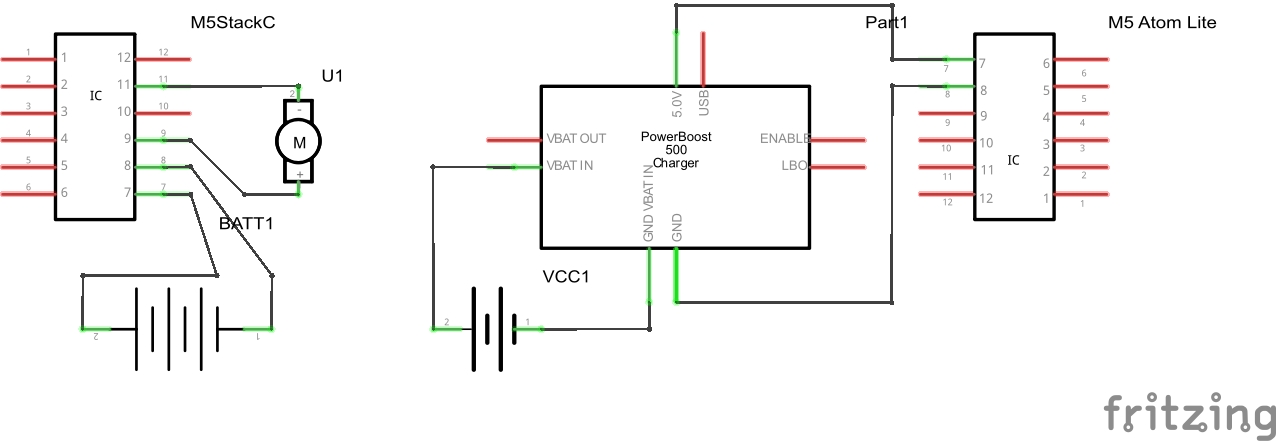 M5StackC
Part1
M5 Atom Lite
U1
1
2
3
4
5
6
1
2
3
4
5
6
IC
12
11
10
9
8
7
12
11
10
9
8
7
2
-
M
+
BATT1
2
1
5.0V
USB
PowerBoost
500
Charger
VBAT OUT
VBAT IN
ENABLE
LBO
GND VBAT IN
GND
VCC1
2
1
7
8
9
10
11
12
7
8
9
10
11
12
IC
6
5
4
3
2
1
6
5
4
3
2
1
fritzing